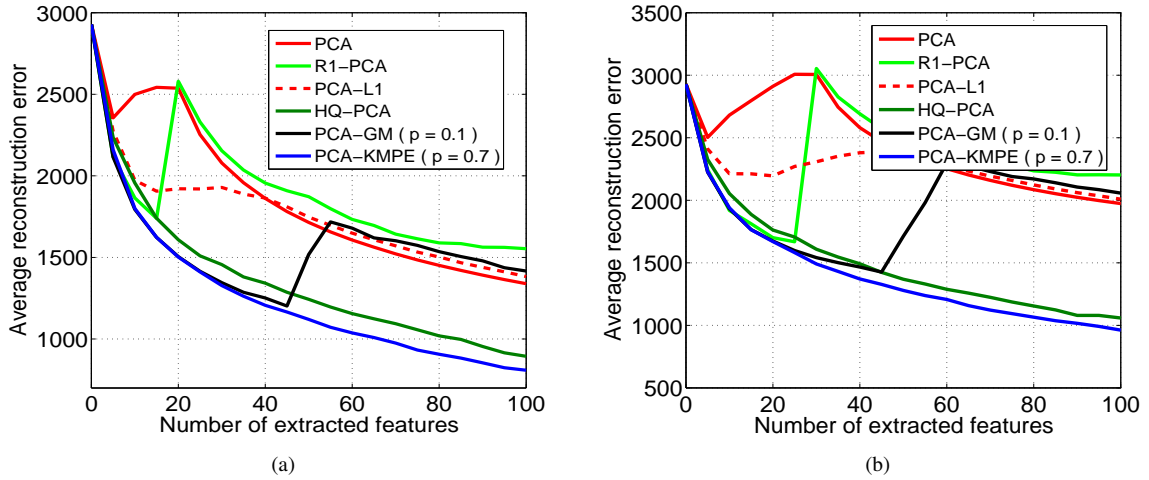 3000
2500
2000
1500
1000
0
20
40
60
80
100
Average reconstruction error
Number of extracted features
PCA
R1−PCA
PCA−L1
HQ−PCA
PCA−GM ( p = 0.1 )
PCA−KMPE ( p = 0.7 )
(a)
3500
3000
2500
2000
1500
1000
500
0
20
40
60
80
100
Average reconstruction error
Number of extracted features
PCA
R1−PCA
PCA−L1
HQ−PCA
PCA−GM ( p = 0.1 )
PCA−KMPE ( p = 0.7 )
(b)